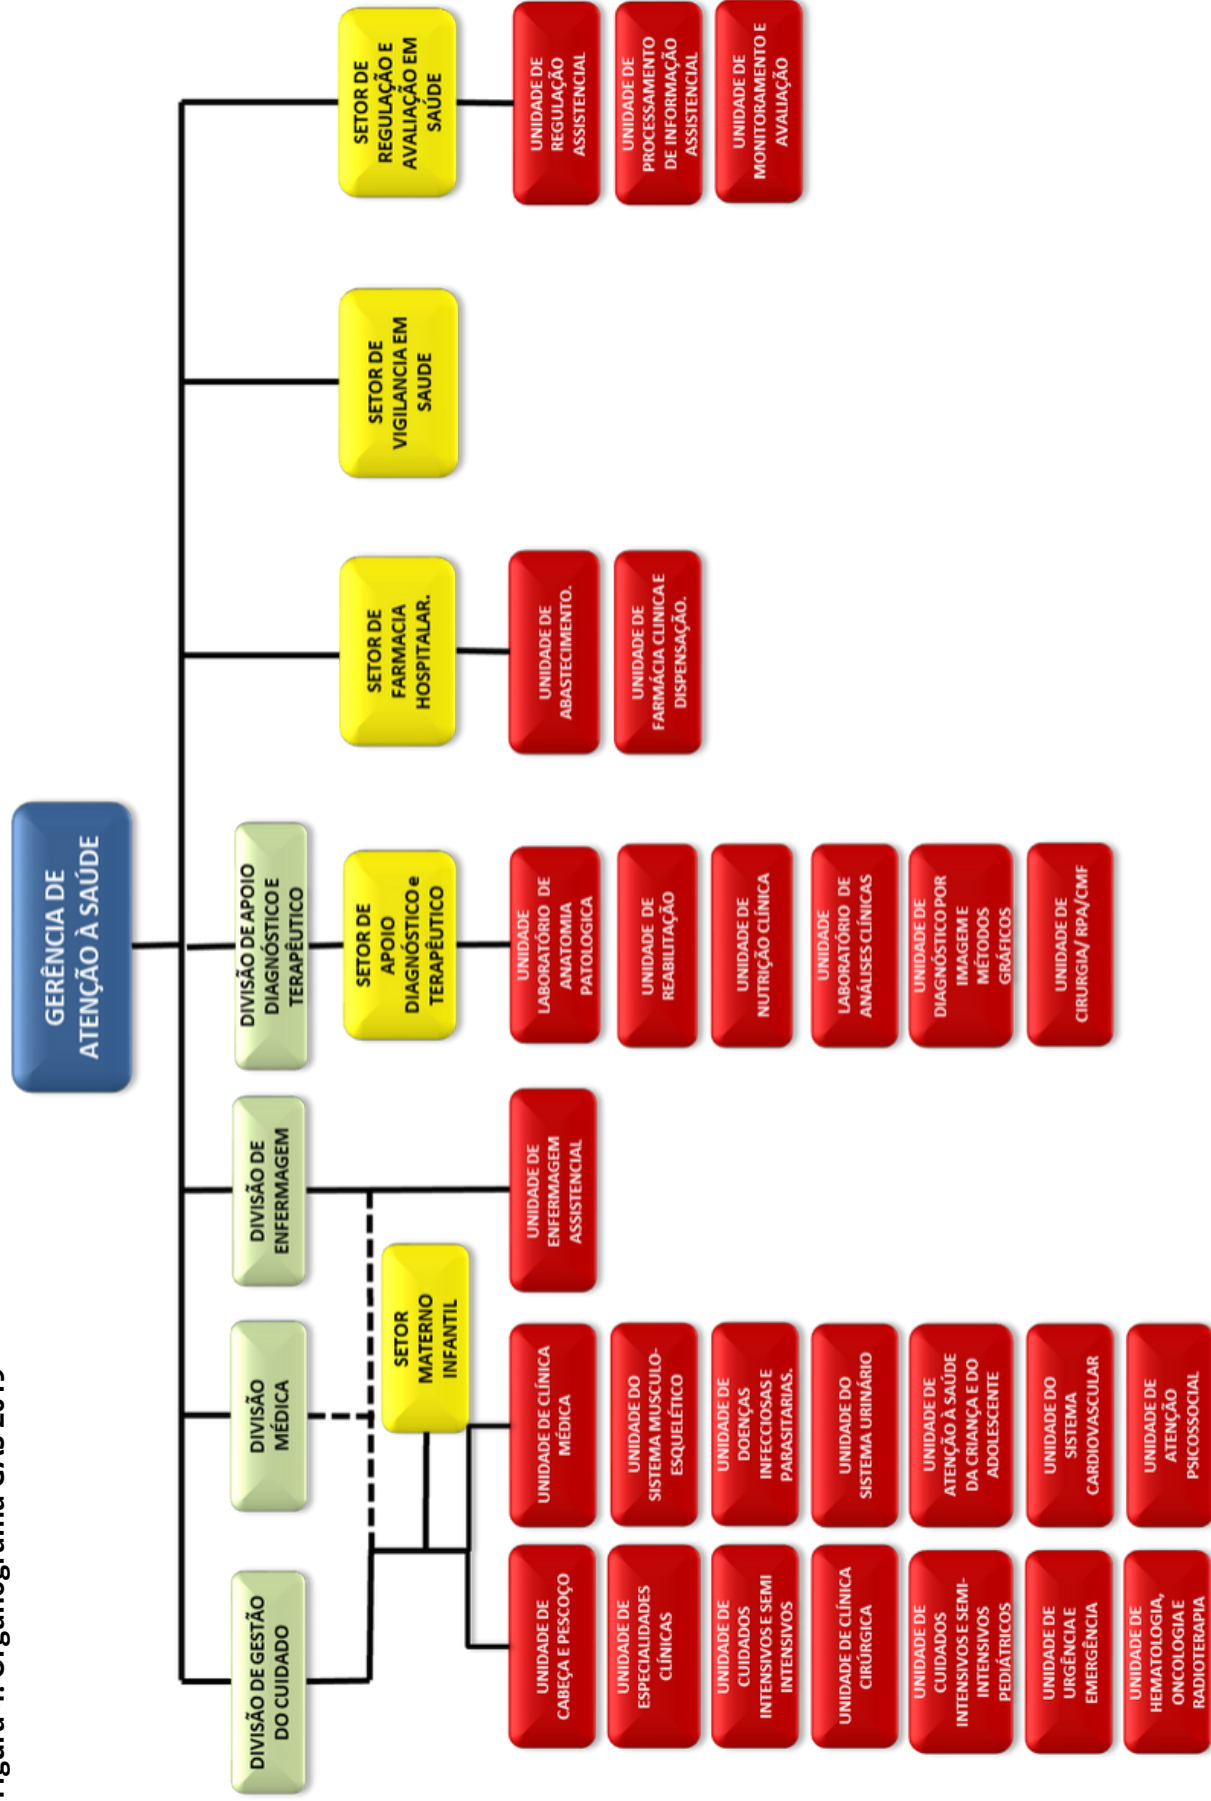 GERÊNCIA DE
ATENÇÃO À SAÚDE
DIVISÃO DE GESTÃO
DO CUIDADO
DIVISÃO
MÉDICA
DIVISÃO DE
ENFERMAGEM
DIVISÃO DE APOIO
DIAGNÓSTICO E
TERAPÊUTICO
SETOR
MATERNO
INFANTIL
SETOR DE
APOIO
DIAGNÓSTICO e
TERAPÊUTICO
SETOR DE
FARMACIA
HOSPITALAR.
SETOR DE
VIGILANCIA EM
SAUDE
SETOR DE
REGULAÇÃO E
AVALIAÇÃO EM
SAÚDE
UNIDADE DE
CABEÇA E PESCOÇO
UNIDADE DE
ESPECIALIDADES
CLÍNICAS
UNIDADE DE
CUIDADOS
INTENSIVOS E SEMI
INTENSIVOS
UNIDADE DE CLÍNICA
CIRÚRGICA
UNIDADE DE
CUIDADOS
INTENSIVOS E SEMI-
INTENSIVOS
PEDIÁTRICOS
UNIDADE DE
URGÊNCIA E
EMERGÊNCIA
UNIDADE DE
HEMATOLOGIA,
ONCOLOGIA E
RADIOTERAPIA
UNIDADE DE CLÍNICA
MÉDICA
UNIDADE DO
SISTEMA MUSCULO-
ESQUELÉTICO
UNIDADE DE
DOENÇAS
INFECCIOSAS E
PARASITARIAS.
UNIDADE DO
SISTEMA URINÁRIO
UNIDADE DE
ATENÇÃO À SAÚDE
DA CRIANÇA E DO
ADOLESCENTE
UNIDADE DO
SISTEMA
CARDIOVASCULAR
UNIDADE DE
ATENÇÃO
PSICOSSOCIAL
UNIDADE DE
ENFERMAGEM
ASSISTENCIAL
UNIDADE
LABORATÓRIO DE
ANATOMIA
PATOLOGICA
UNIDADE DE
REABILITAÇÃO
UNIDADE DE
NUTRIÇÃO CLÍNICA
UNIDADE
LABORATÓRIO DE
ANÁLISES CLÍNICAS
UNIDADE DE
DIAGNÓSTICO POR
IMAGEM E
MÉTODOS
GRÁFICOS
UNIDADE DE
CIRURGIA/ RPA/CMF
UNIDADE DE
ABASTECIMENTO.
UNIDADE DE
FARMÁCIA CLINICA E
DISPENSAÇÃO.
UNIDADE DE
REGULAÇÃO
ASSISTENCIAL
UNIDADE DE
PROCESSAMENTO
DE INFORMAÇÃO
ASSISTENCIAL
UNIDADE DE
MONITORAMENTO E
AVALIAÇÃO